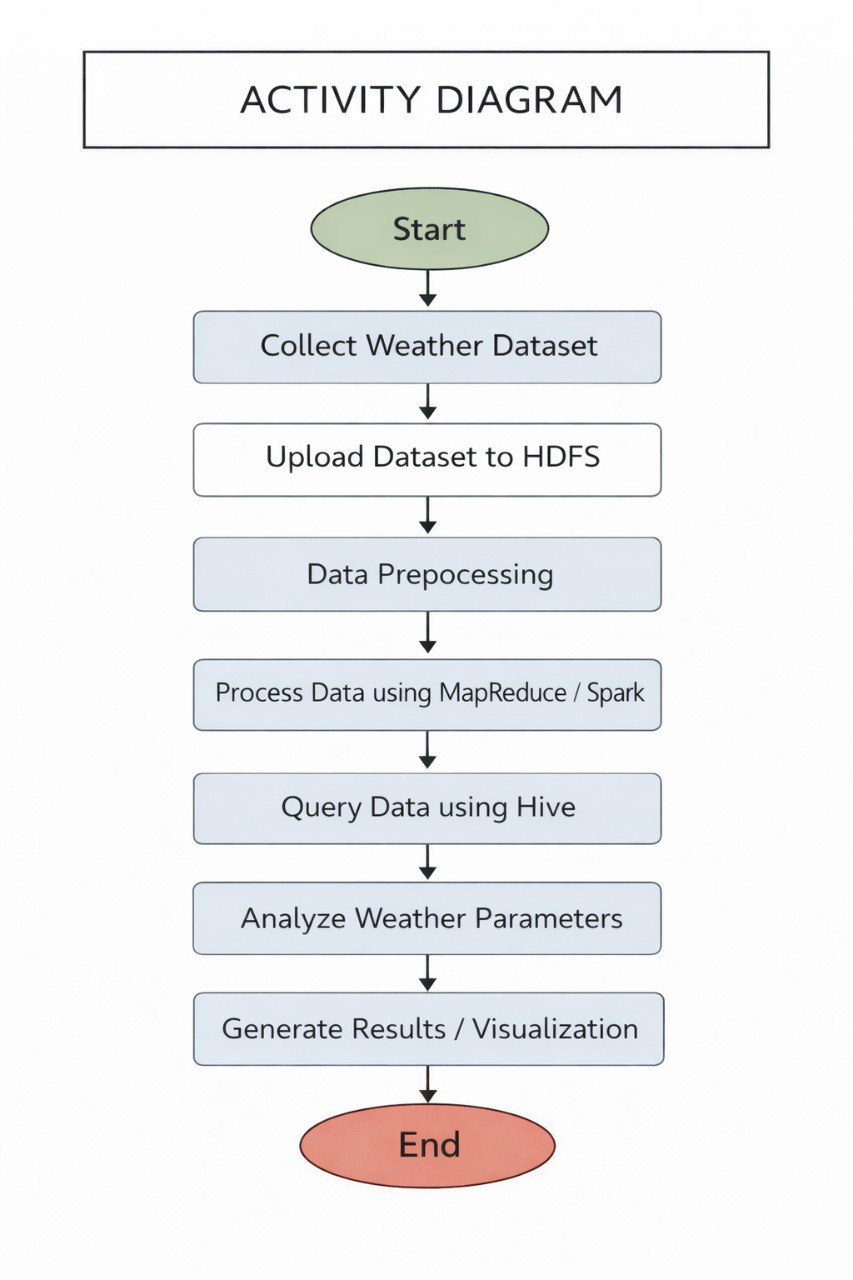 ACTIVITY DIAGRAM
Start
Collect Weather Dataset
Upload Dataset to HDFS
Data Prepocessing
Process Data using MapReduce / Spark
Query Data using Hive
Analyze Weather Parameters
Generate Results / Visualization
End